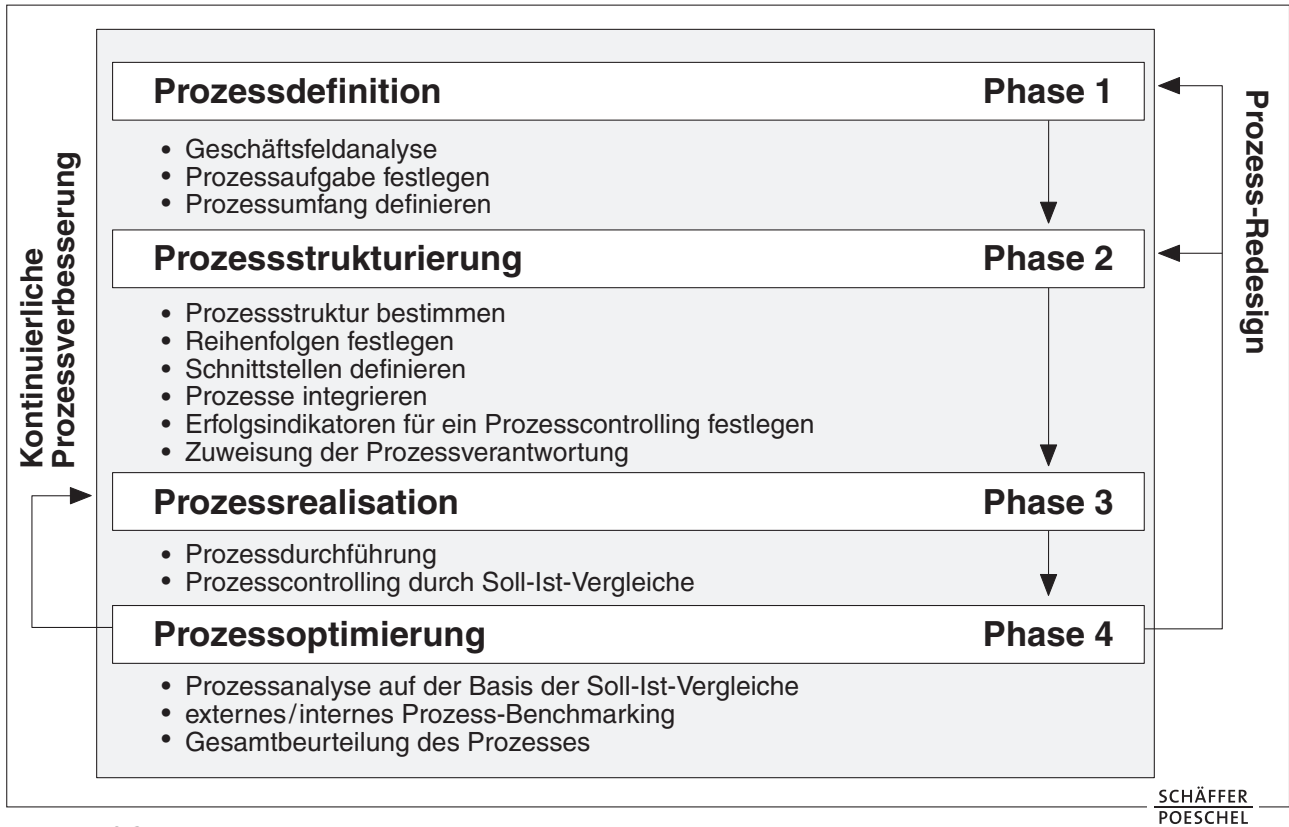 Prozessdefinition Phase 1
• Geschäftsfeldanalyse
• Prozessaufgabe festlegen
• Prozessumfang definieren
Prozessstrukturierung Phase 2
• Prozessstruktur bestimmen
• Reihenfolgen festlegen
• Schnittstellen definieren
• Prozesse integrieren
• Erfolgsindikatoren für ein Prozesscontrolling festlegen
• Zuweisung der Prozessverantwortung
Prozessrealisation Phase 3
• Prozessdurchführung
• Prozesscontrolling durch Soll-Ist-Vergleiche
Prozessoptimierung Phase 4
• Prozessanalyse auf der Basis der Soll-Ist-Vergleiche
• externes/internes Prozess-Benchmarking
• Gesamtbeurteilung des Prozesses
Kontinuierliche
Prozessverbesserung
Prozess-Redesign
SCHÄFFER
POESCHEL